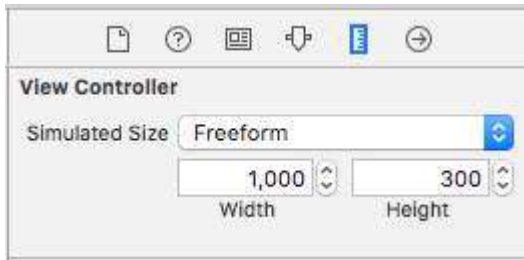 View Controller
Simulated Size Freeform
1,000 300
Width Height